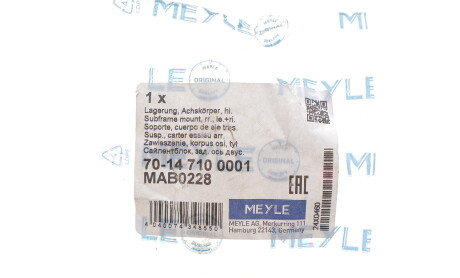 MEYLE
ORIGINAL
1 x
Lagerung, Achskörper, hi.
Subframe mount, rr., le.+ri.
Soporte, cuerpo de eje tras.
Susp., carter essieu arr.
Zawieszenie, korpus osi, tył
Сайлентблок, зад. ось двус.
70-14 710 0001
MAB0228
EAC
24X0460
MEYLE
MEYLE AG, Merkurring 111
Hamburg 22143, Germany